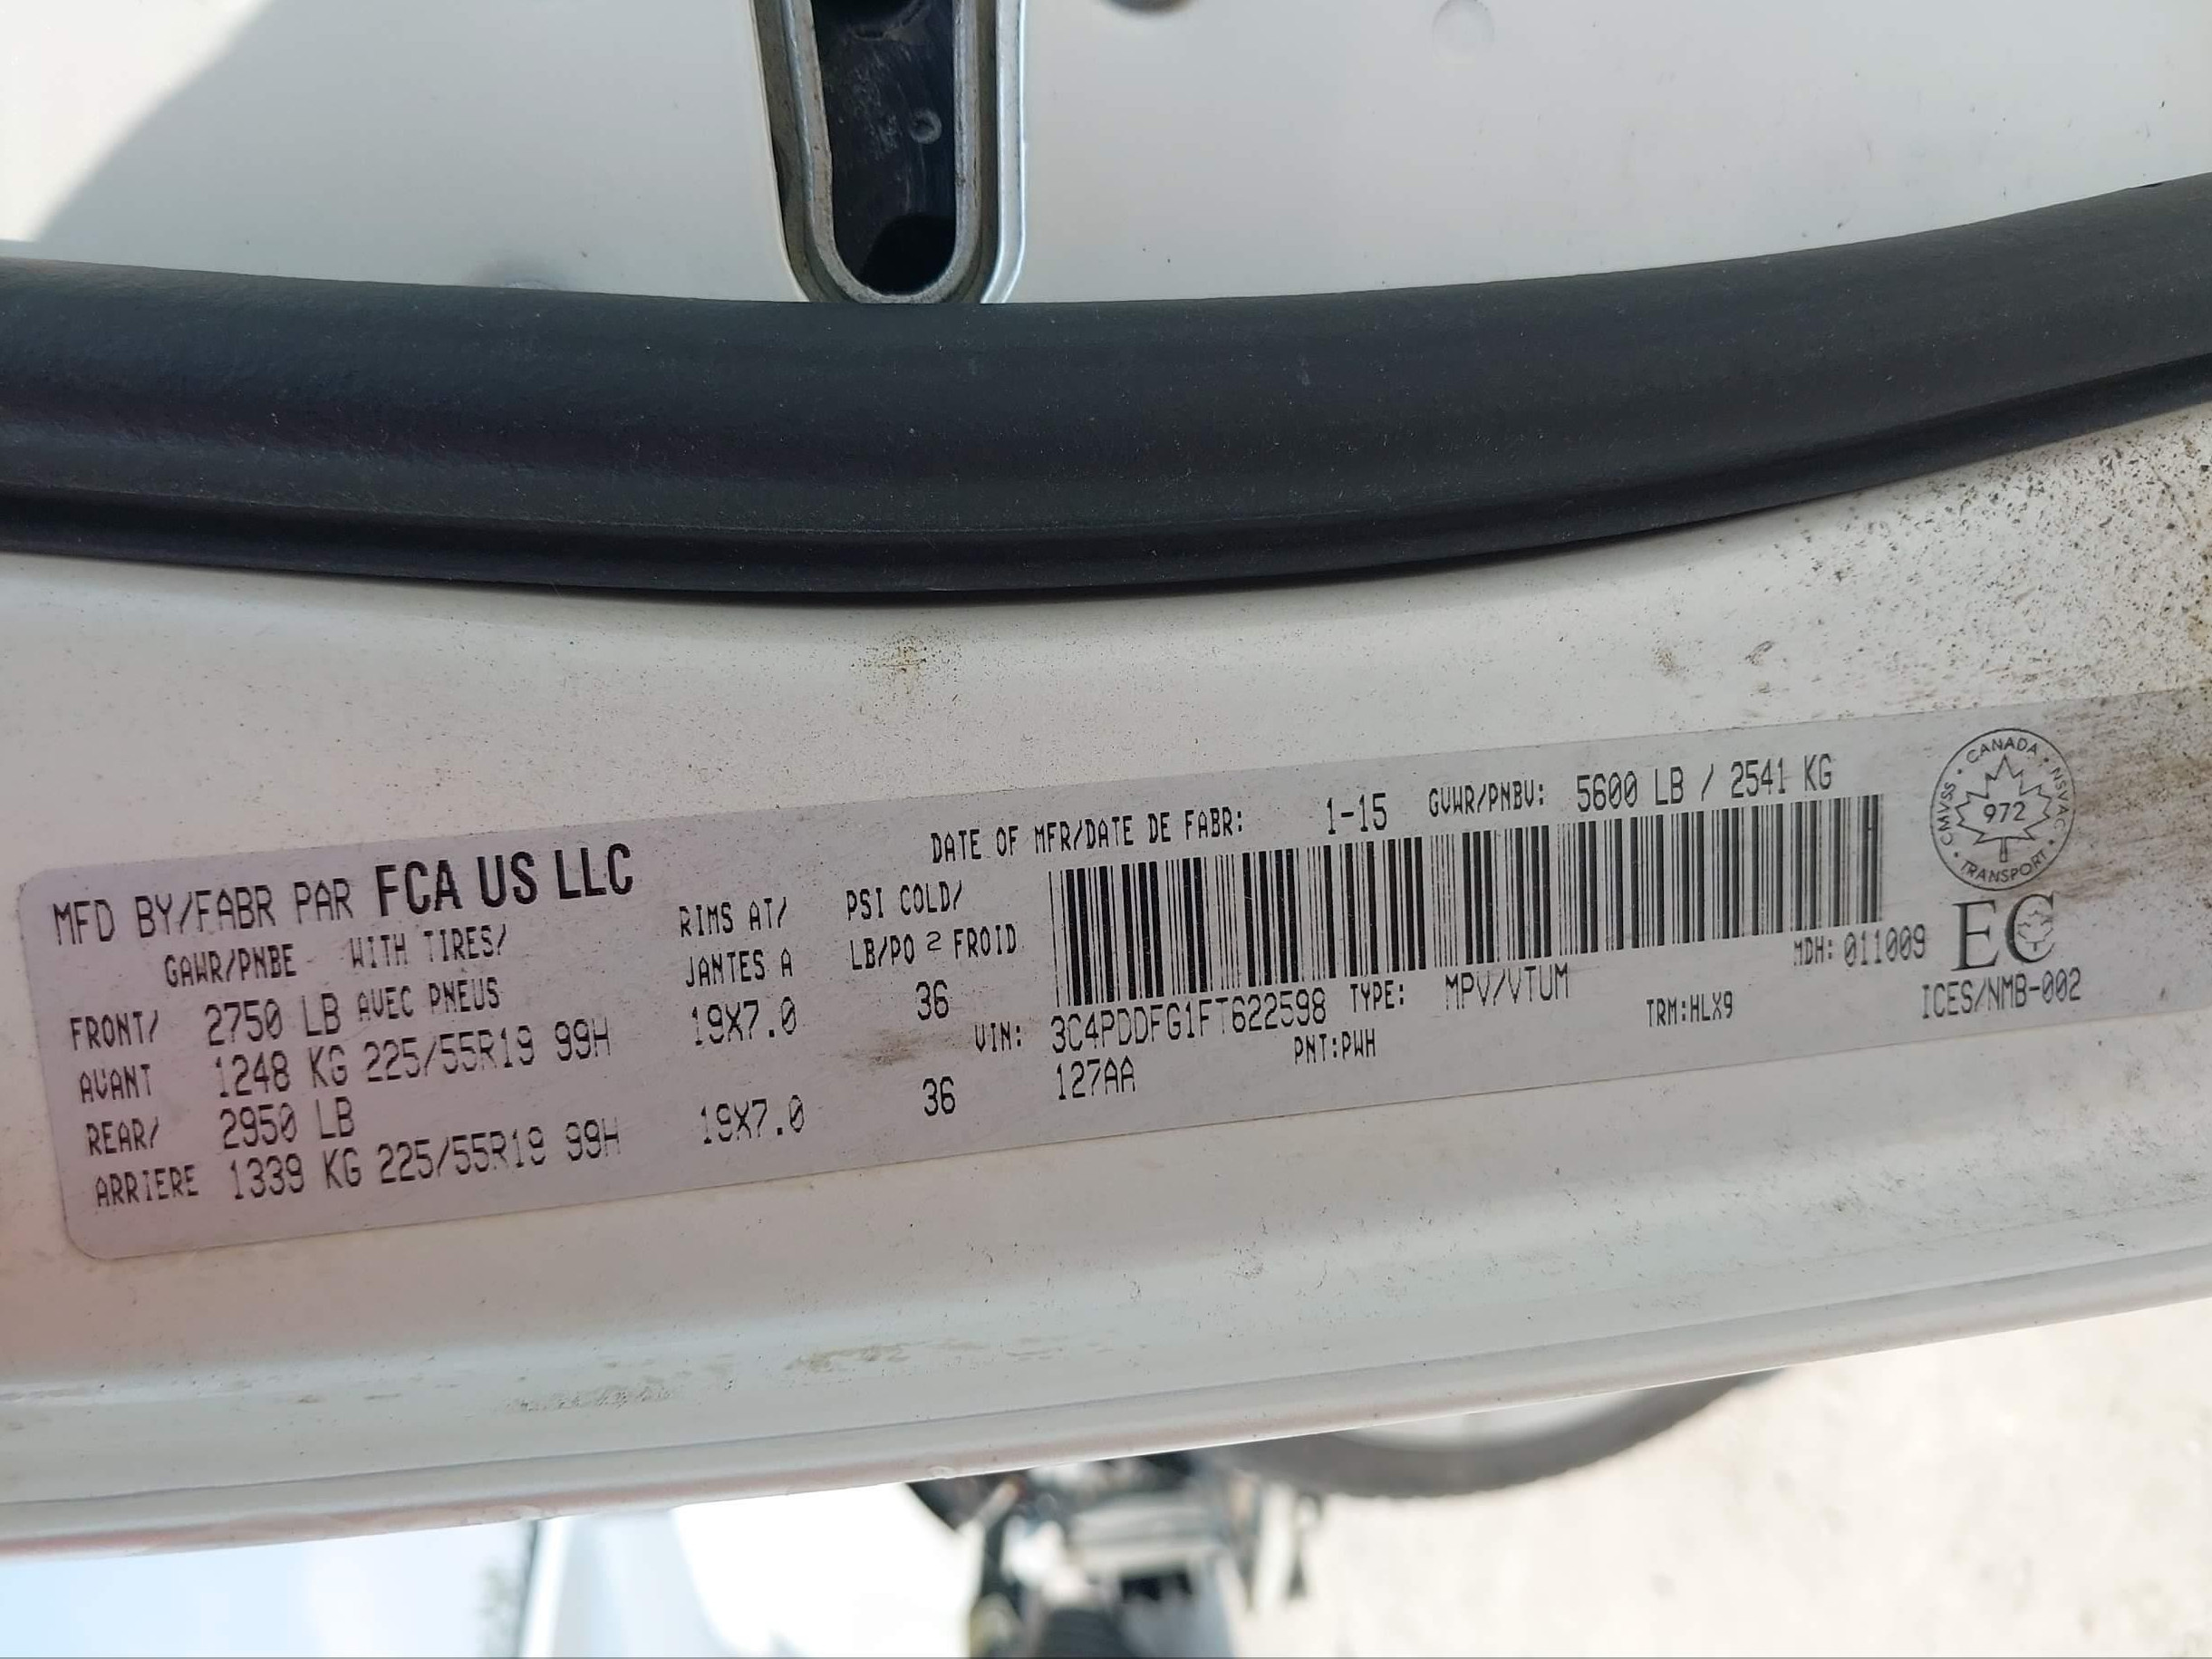 MFD BY/FABR PAR FCA US LLC
DATE OF MFR/DATE DE FABR: 1-15 GVWR/PNBV: 5600 LB / 2541 KG
GAWR/PNBE WITH TIRES/ RIMS AT/ PSI COLD/
AVEC PNEUS JANTES A LB/PO 2 FROID
FRONT/ 2750 LB
AVANT 1248 KG 225/55R19 99H 19X7.0 36
REAR/ 2950 LB
ARRIERE 1339 KG 225/55R19 99H 19X7.0 36
MDH: 011009
VIN: 3C4PDDFG1FT622598 TYPE: MPV/VTUM
127AA PNT:PWH TRM:HLX9
CANADA
CMVSS 972 NSVAC
TRANSPORT
EC
ICES/NMB-002